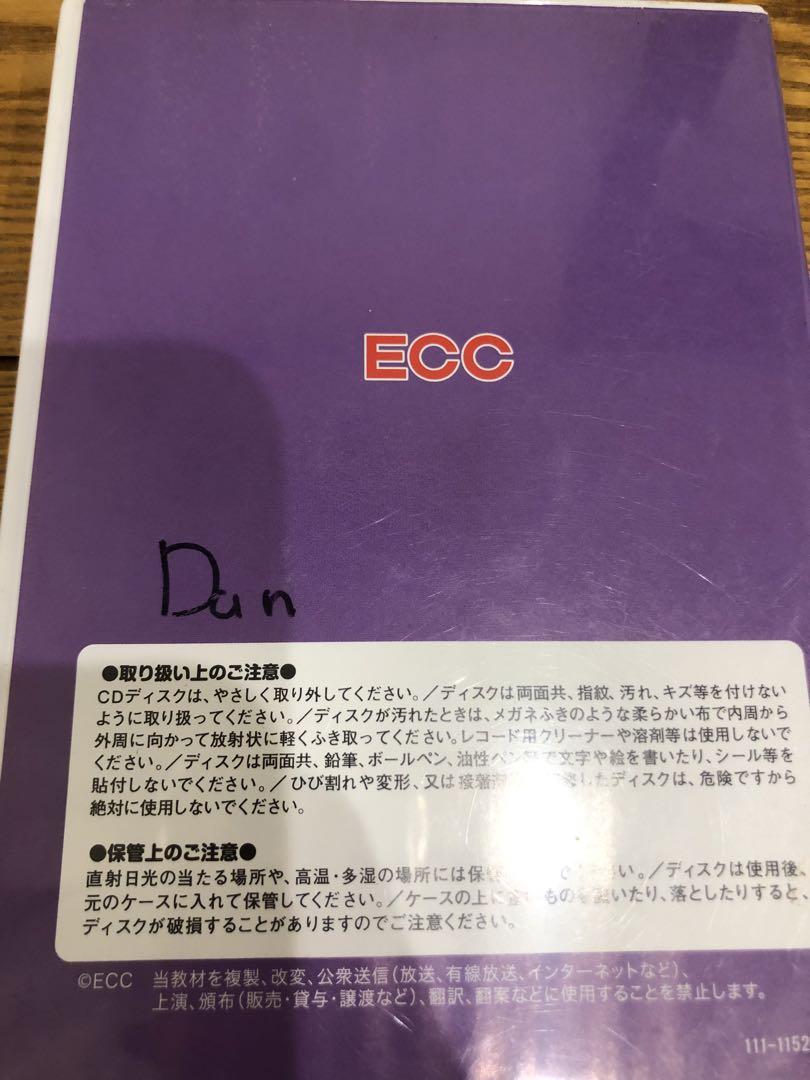 ECC
Dan
●取り扱い上のご注意●
CDディスクは、やさしく取り外してください。／ディスクは両面共、指紋、汚れ、キズ等を付けない
ように取り扱ってください。／ディスクが汚れたときは、メガネふきのような柔らかい布で内周から
外周に向かって放射状に軽くふき取ってください。レコード用クリーナーや溶剤等は使用しないで
ください。／ディスクは両面共、鉛筆、ボールペン、油性ペン等で文字や絵を書いたり、シール等を
貼付しないでください。／ひび割れや変形、又は接着したディスクは、危険ですから
絶対に使用しないでください。
●保管上のご注意●
直射日光の当たる場所や、高温・多湿の場所には保い。／ディスクは使用後、
元のケースに入れて保管してください。／ケースの上にものを置いたり、落としたりすると、
ディスクが破損することがありますのでご注意ください。
©ECC 当教材を複製、改変、公衆送信（放送、有線放送、インターネットなど）、
上演、頒布（販売・貸与・譲渡など）、翻訳、翻案などに使用することを禁止します。
111-1152